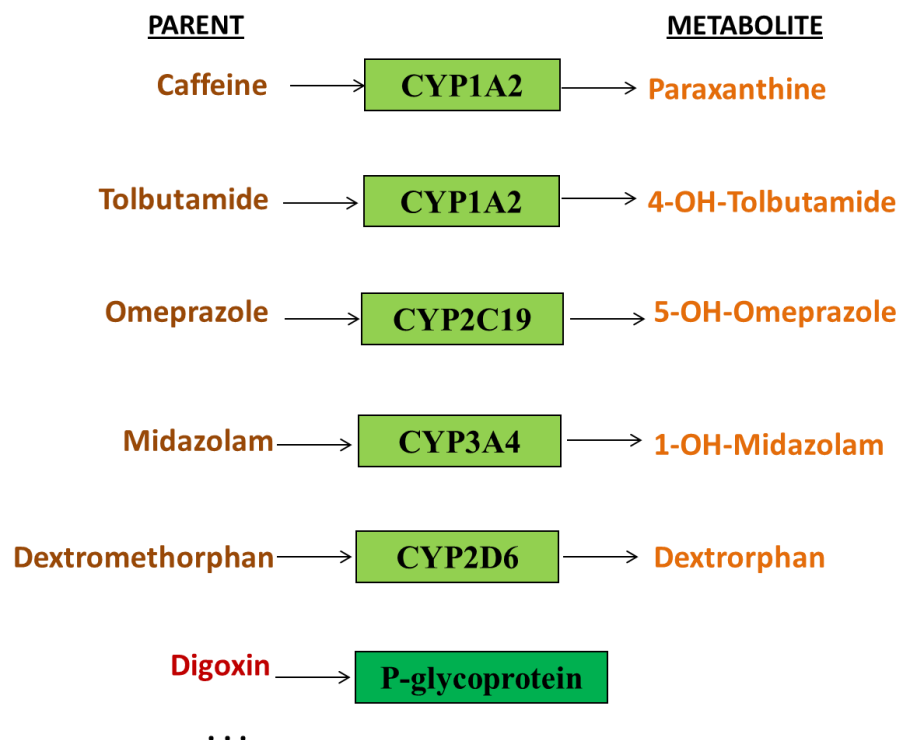 PARENT METABOLITE
Caffeine CYP1A2 Paraxanthine
Tolbutamide CYP1A2 4-OH-Tolbutamide
Omeprazole CYP2C19 5-OH-Omeprazole
Midazolam CYP3A4 1-OH-Midazolam
Dextromethorphan CYP2D6 Dextrorphan
Digoxin P-glycoprotein
...